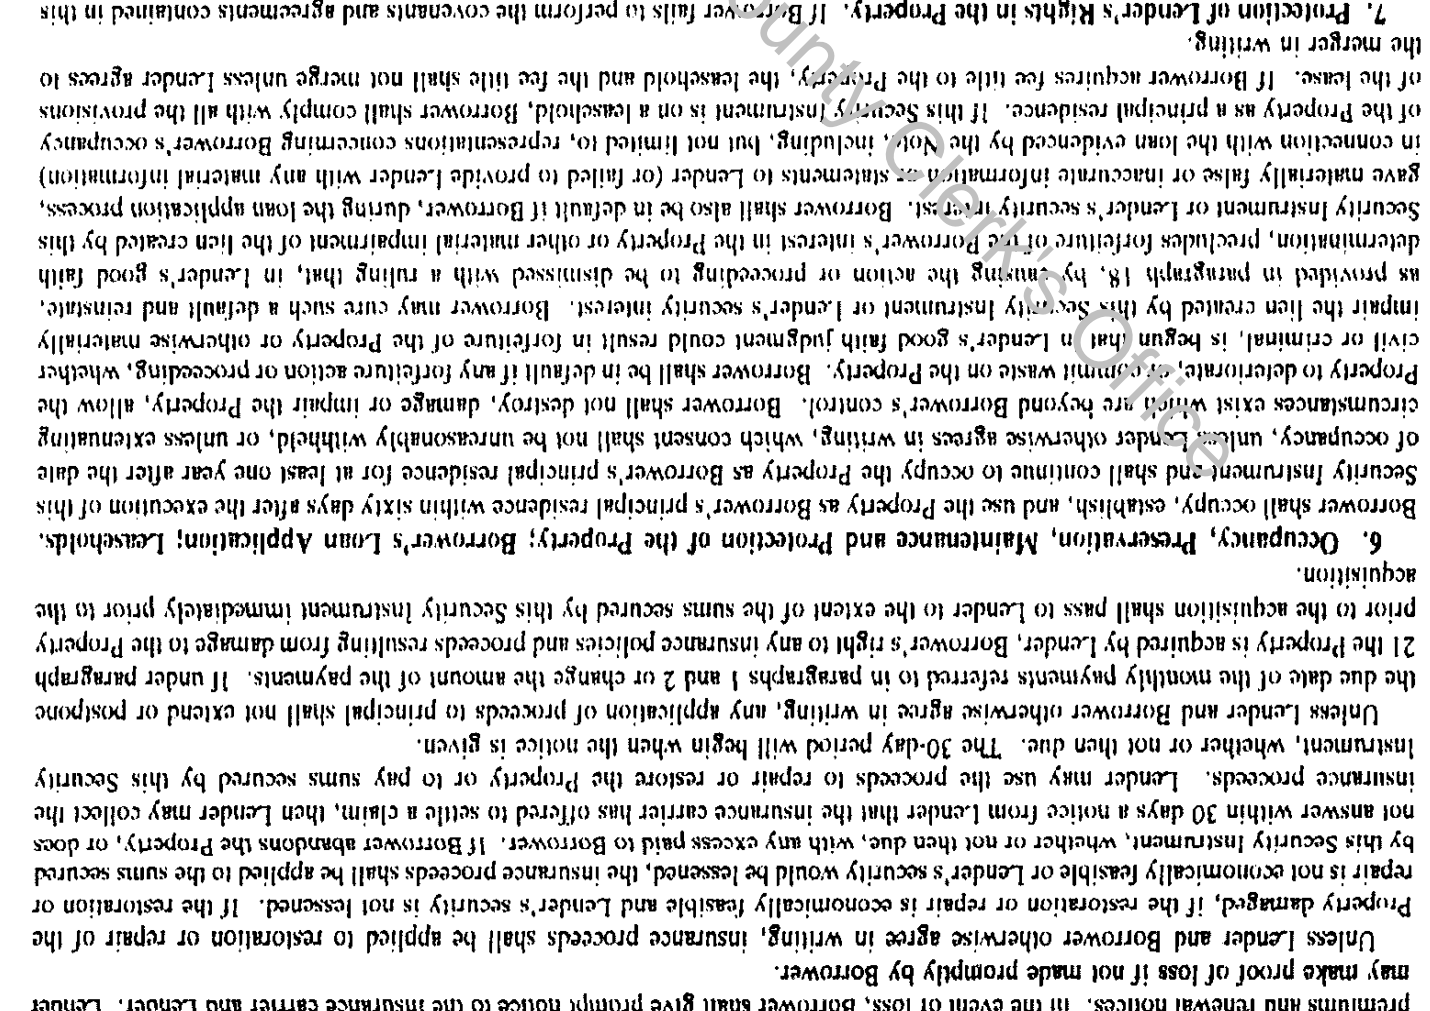 premiums and renewal notices. In the event of loss, Borrower shall give prompt notice to the insurance carrier and Lender. Lender
may make proof of loss if not made promptly by Borrower.
Unless Lender and Borrower otherwise agree in writing, insurance proceeds shall be applied to restoration or repair of the
Property damaged, if the restoration or repair is economically feasible and Lender's security is not lessened. If the restoration or
repair is not economically feasible or Lender's security would be lessened, the insurance proceeds shall be applied to the sums secured
by this Security Instrument, whether or not then due, with any excess paid to Borrower. If Borrower abandons the Property, or does
not answer within 30 days a notice from Lender that the insurance carrier has offered to settle a claim, then Lender may collect the
insurance proceeds. Lender may use the proceeds to repair or restore the Property or to pay sums secured by this Security
Instrument, whether or not then due. The 30-day period will begin when the notice is given.
Unless Lender and Borrower otherwise agree in writing, any application of proceeds to principal shall not extend or postpone
the due date of the monthly payments referred to in paragraphs 1 and 2 or change the amount of the payments. If under paragraph
21 the Property is acquired by Lender, Borrower's right to any insurance policies and proceeds resulting from damage to the Property
prior to the acquisition shall pass to Lender to the extent of the sums secured by this Security Instrument immediately prior to the
acquisition.
6. Occupancy, Preservation, Maintenance and Protection of the Property; Borrower's Loan Application; Leaseholds.
Borrower shall occupy, establish, and use the Property as Borrower's principal residence within sixty days after the execution of this
Security Instrument and shall continue to occupy the Property as Borrower's principal residence for at least one year after the date
of occupancy, unless Lender otherwise agrees in writing, which consent shall not be unreasonably withheld, or unless extenuating
circumstances exist which are beyond Borrower's control. Borrower shall not destroy, damage or impair the Property, allow the
Property to deteriorate, or commit waste on the Property. Borrower shall be in default if any forfeiture action or proceeding, whether
civil or criminal, is begun that in Lender's good faith judgment could result in forfeiture of the Property or otherwise materially
impair the lien created by this Security Instrument or Lender's security interest. Borrower may cure such a default and reinstate,
as provided in paragraph 18, by causing the action or proceeding to be dismissed with a ruling that, in Lender's good faith
determination, precludes forfeiture of the Borrower's interest in the Property or other material impairment of the lien created by this
Security Instrument or Lender's security interest. Borrower shall also be in default if Borrower, during the loan application process,
gave materially false or inaccurate information or statements to Lender (or failed to provide Lender with any material information)
in connection with the loan evidenced by the Note, including, but not limited to, representations concerning Borrower's occupancy
of the Property as a principal residence. If this Security Instrument is on a leasehold, Borrower shall comply with all the provisions
of the lease. If Borrower acquires fee title to the Property, the leasehold and the fee title shall not merge unless Lender agrees to
the merger in writing.
7. Protection of Lender's Rights in the Property. If Borrower fails to perform the covenants and agreements contained in this
unty Clerk's Office